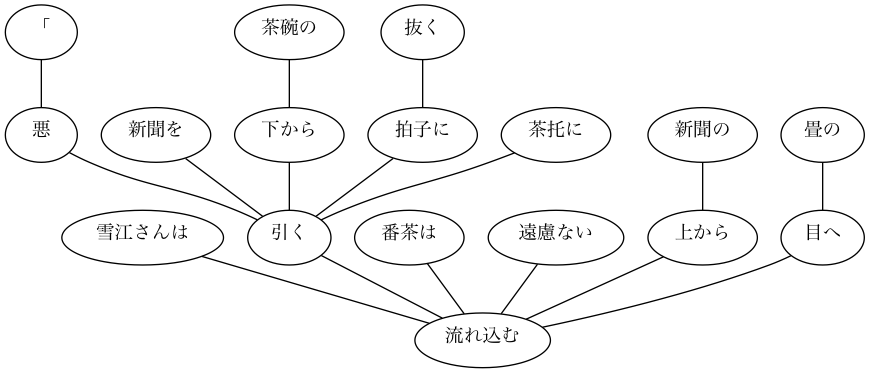 「
茶碗の
抜く
悪
新聞を
下から
拍子に
茶托に
新聞の
畳の
雪江さんは
引く
番茶は
遠慮ない
上から
目へ
流れ込む